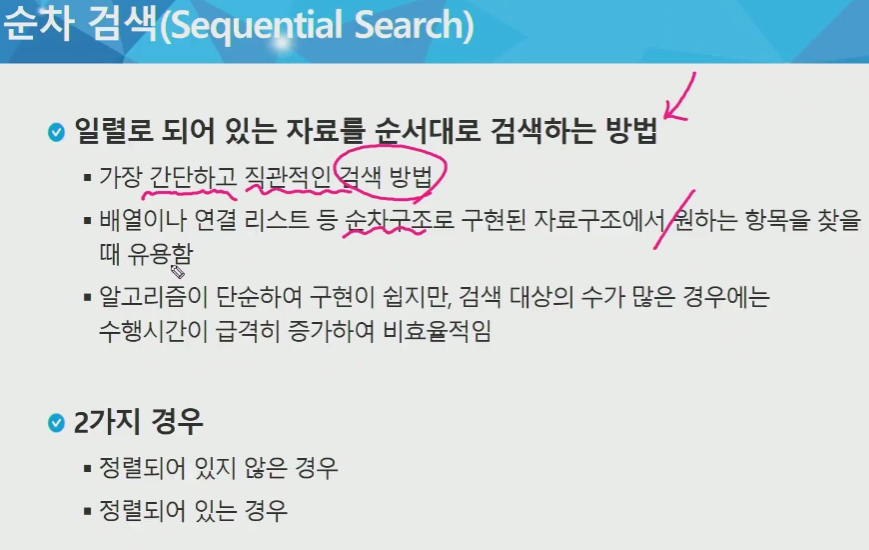 순차 검색(Sequential Search)
일렬로 되어 있는 자료를 순서대로 검색하는 방법
▪ 가장 간단하고 직관적인 검색 방법
▪ 배열이나 연결 리스트 등 순차구조로 구현된 자료구조에서 원하는 항목을 찾을
때 유용함
▪ 알고리즘이 단순하여 구현이 쉽지만, 검색 대상의 수가 많은 경우에는
수행시간이 급격히 증가하여 비효율적임
2가지 경우
▪ 정렬되어 있지 않은 경우
▪ 정렬되어 있는 경우